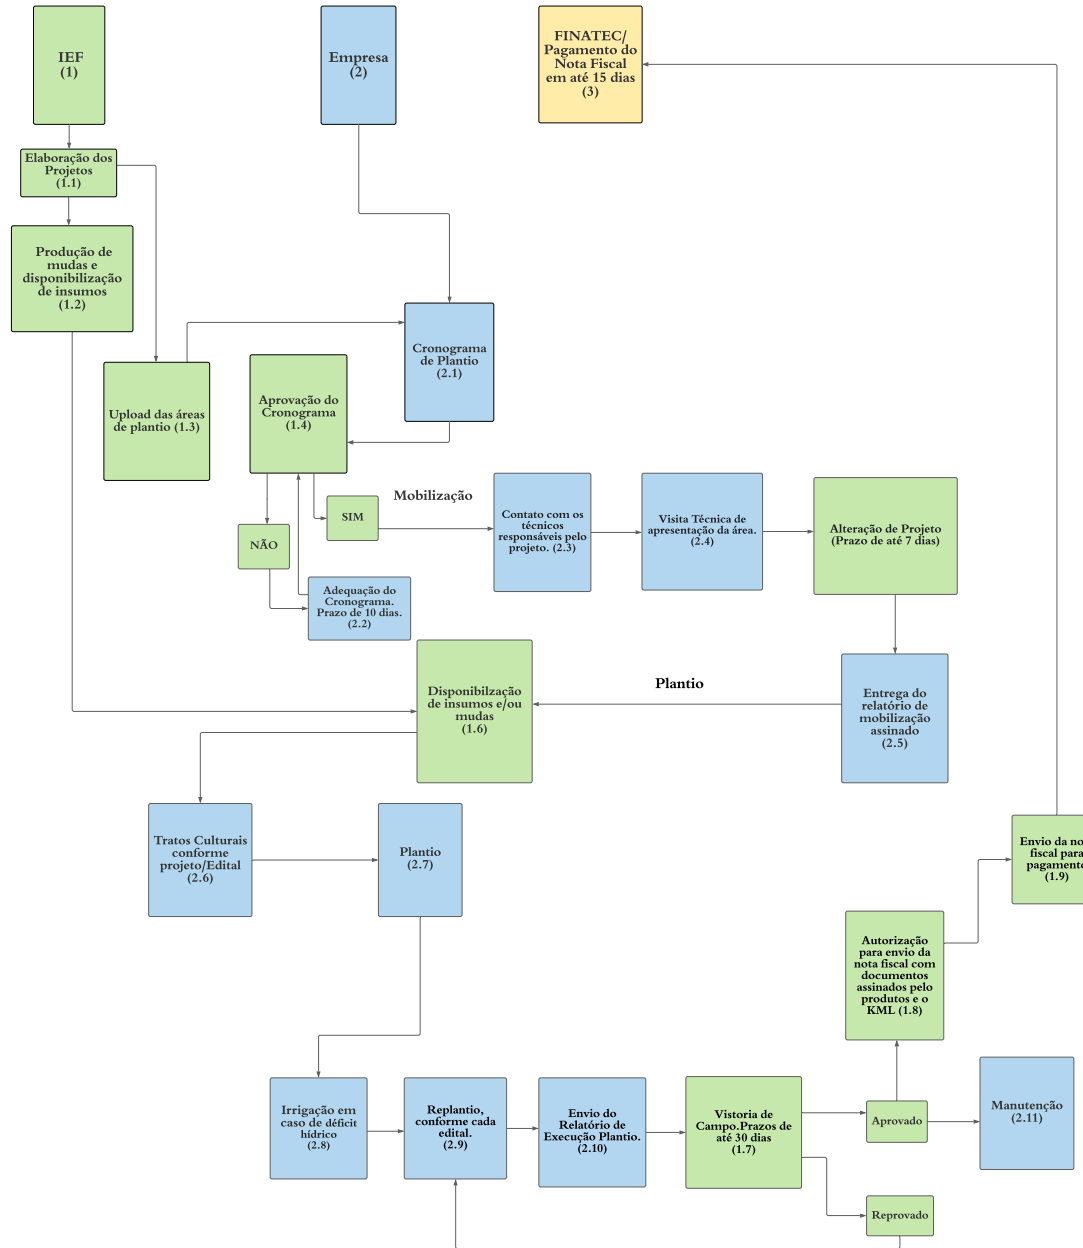 IEF
(1)
Empresa
(2)
FINATEC/
Pagamento do
Nota Fiscal
em até 15 dias
(3)
Elaboração dos
Projetos
(1.1)
Produção de
mudas e
disponibilização
de insumos
(1.2)
Upload das áreas
de plantio (1.3)
Aprovação do
Cronograma
(1.4)
Cronograma
de Plantio
(2.1)
Mobilização
SIM
NÃO
Adequação do
Cronograma.
Prazo de 10 dias.
(2.2)
Contato com os
técnicos
responsáveis pelo
projeto. (2.3)
Visita Técnica de
apresentação da área.
(2.4)
Alteração de Projeto
(Prazo de até 7 dias)
Disponibilzação
de insumos e/ou
mudas
(1.6)
Plantio
Entrega do
relatório de
mobilização
assinado
(2.5)
Tratos Culturais
conforme
projeto/Edital
(2.6)
Plantio
(2.7)
Envio da no
fiscal para
pagamento
(1.9)
Autorização
para envio da
nota fiscal com
documentos
assinados pelo
produtos e o
KML (1.8)
Irrigação em
caso de déficit
hídrico
(2.8)
Replantio,
conforme cada
edital.
(2.9)
Envio do
Relatório de
Execução Plantio.
(2.10)
Vistoria de
Campo.Prazos de
até 30 dias
(1.7)
Aprovado
Manutenção
(2.11)
Reprovado